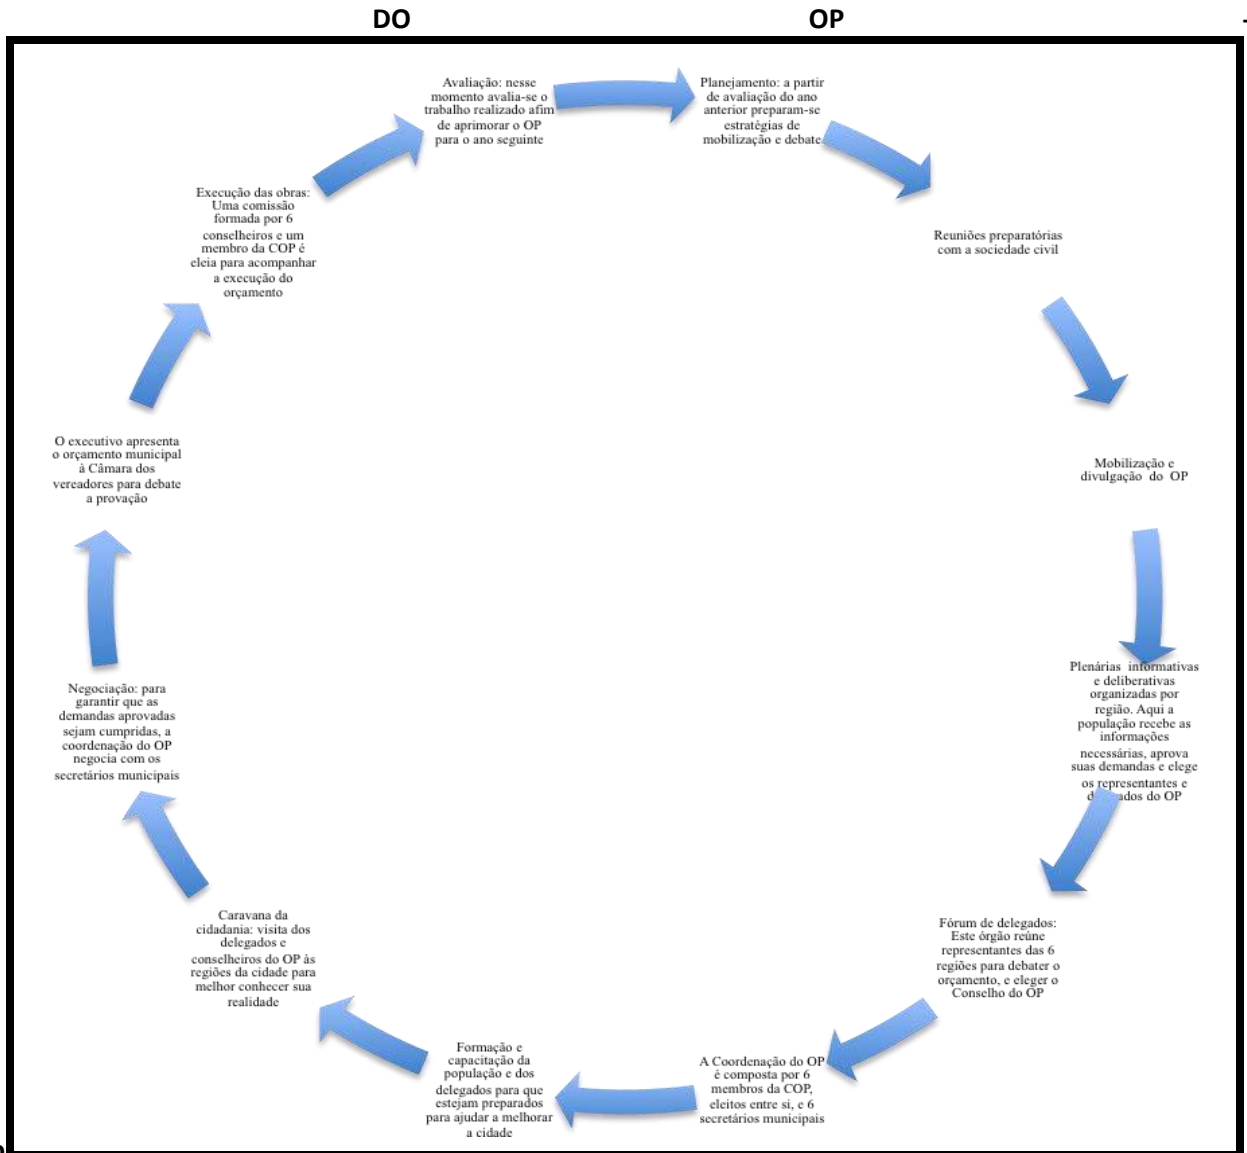 DO OP
Avaliação: nesse
momento avalia-se o
trabalho realizado afim
de aprimorar o OP
para o ano seguinte
Planejamento: a partir
de avaliação do ano
anterior preparam-se
estratégias de
mobilização e debate
Reuniões preparatórias
com a sociedade civil
Mobilização e
divulgação do OP
Plenárias informativas
e deliberativas
organizadas por
região. Aqui a
população recebe as
informações
necessárias, aprova
suas demandas e elege
os representantes e
do OP
Fórum de delegados:
Este órgão reúne
representantes das 6
regiões para debater o
orçamento, e eleger o
Conselho do OP
A Coordenação do OP
é composta por 6
membros da COP,
eleitos entre si, e 6
secretários municipais
Formação e
capacitação da
população e dos
delegados para que
estejam preparados
para ajudar a melhorar
a cidade
Caravana da
cidadania: visita dos
delegados e
conselheiros do OP às
regiões da cidade para
melhor conhecer sua
realidade
Negociação: para
garantir que as
demandas aprovadas
sejam cumpridas, a
coordenação do OP
negocia com os
secretários municipais
O executivo apresenta
o orçamento municipal
à Câmara dos
vereadores para debate
a provação
Execução das obras:
Uma comissão
formada por 6
conselheiros e um
membro da COP é
eleia para acompanhar
a execução do
orçamento